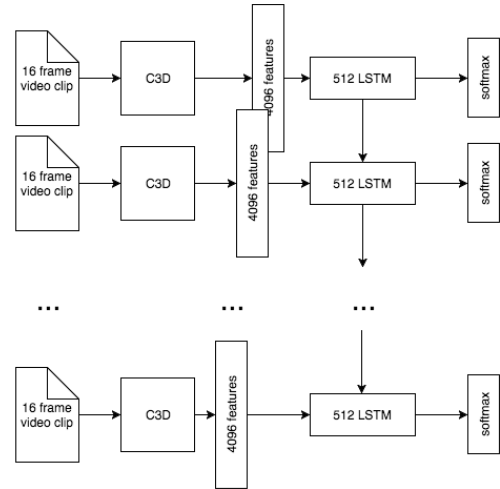 16 frame
video clip
C3D
4096 features
512 LSTM
softmax
16 frame
video clip
C3D
4096 features
512 LSTM
softmax
... ... ...
16 frame
video clip
C3D
4096 features
512 LSTM
softmax